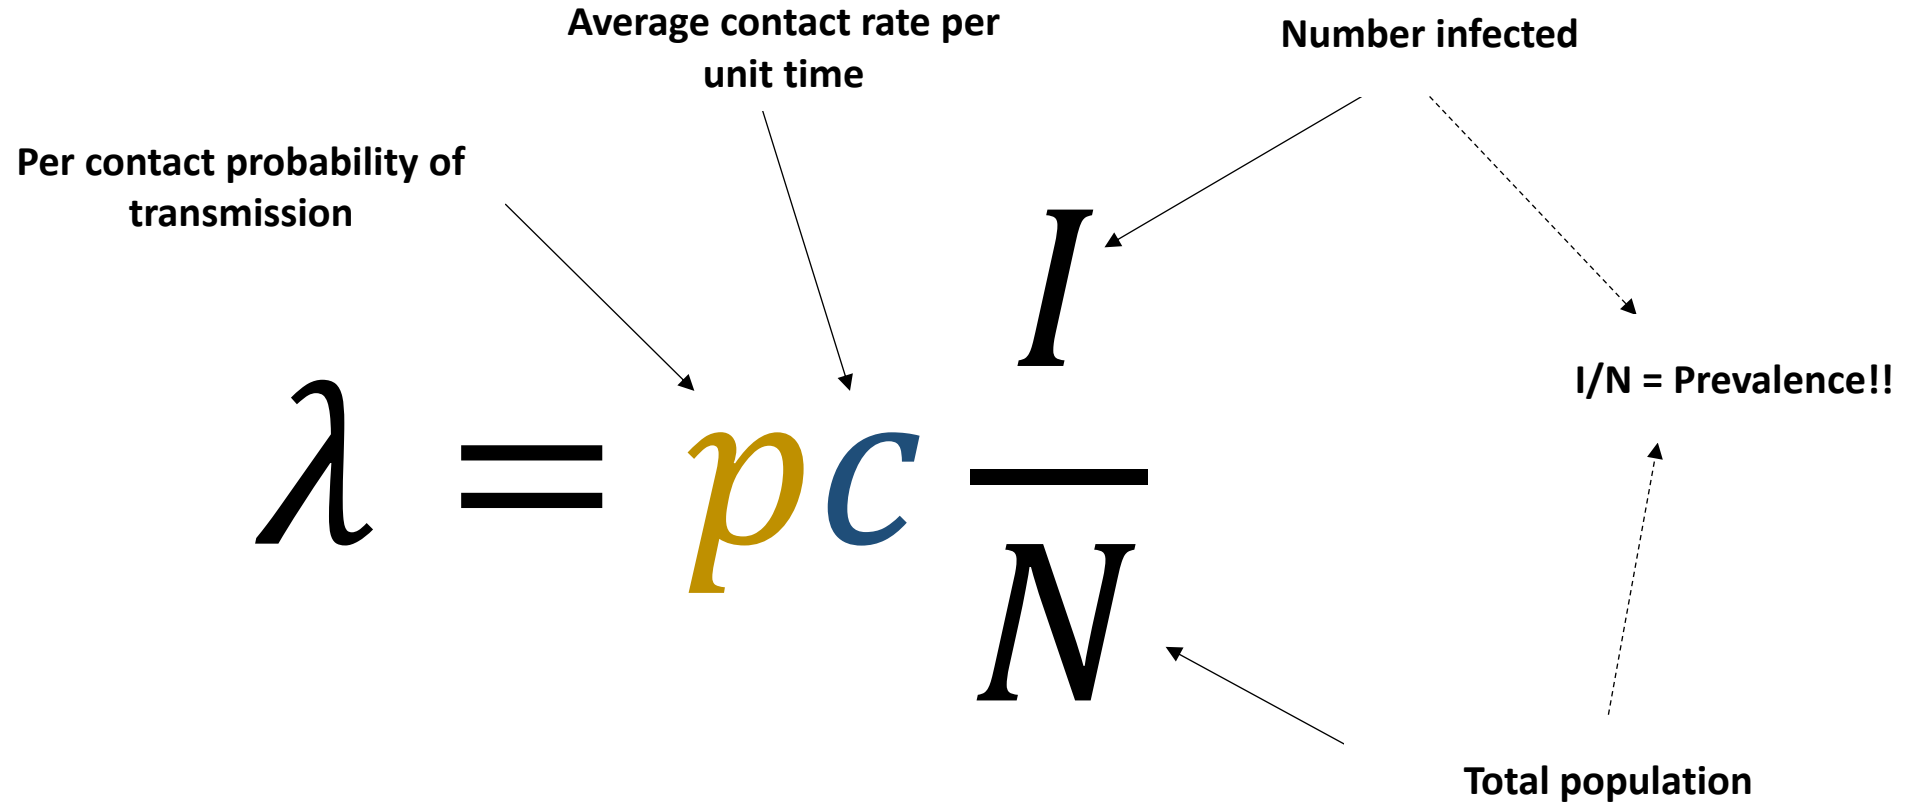 Average contact rate per
unit time
Number infected
Per contact probability of
transmission
I/N = Prevalence!!
λ = pc I
N
Total population